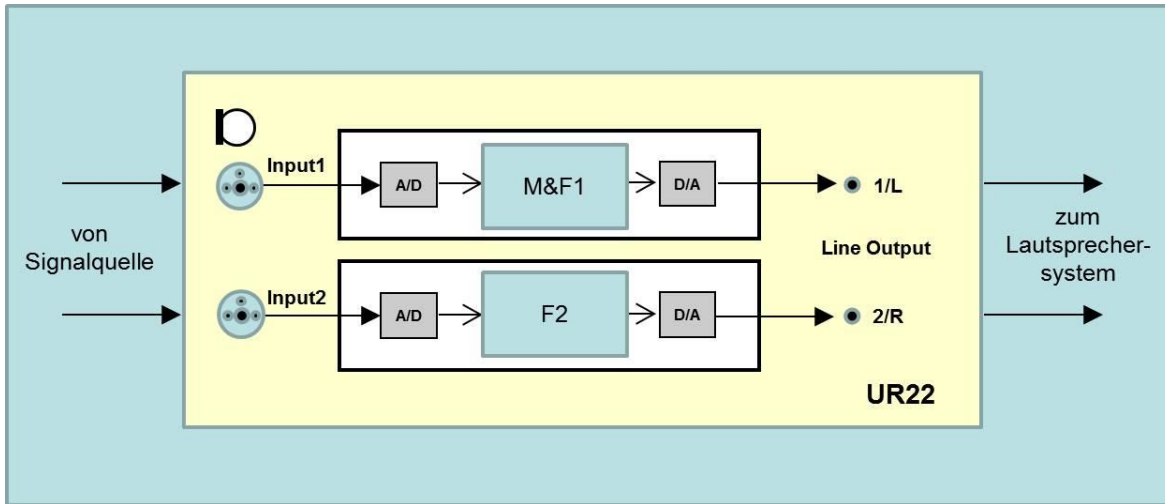 Input1
A/D
M&F1
D/A
1/L
von
Signalquelle
Line Output
zum
Lautsprecher-
system
Input2
A/D
F2
D/A
2/R
UR22